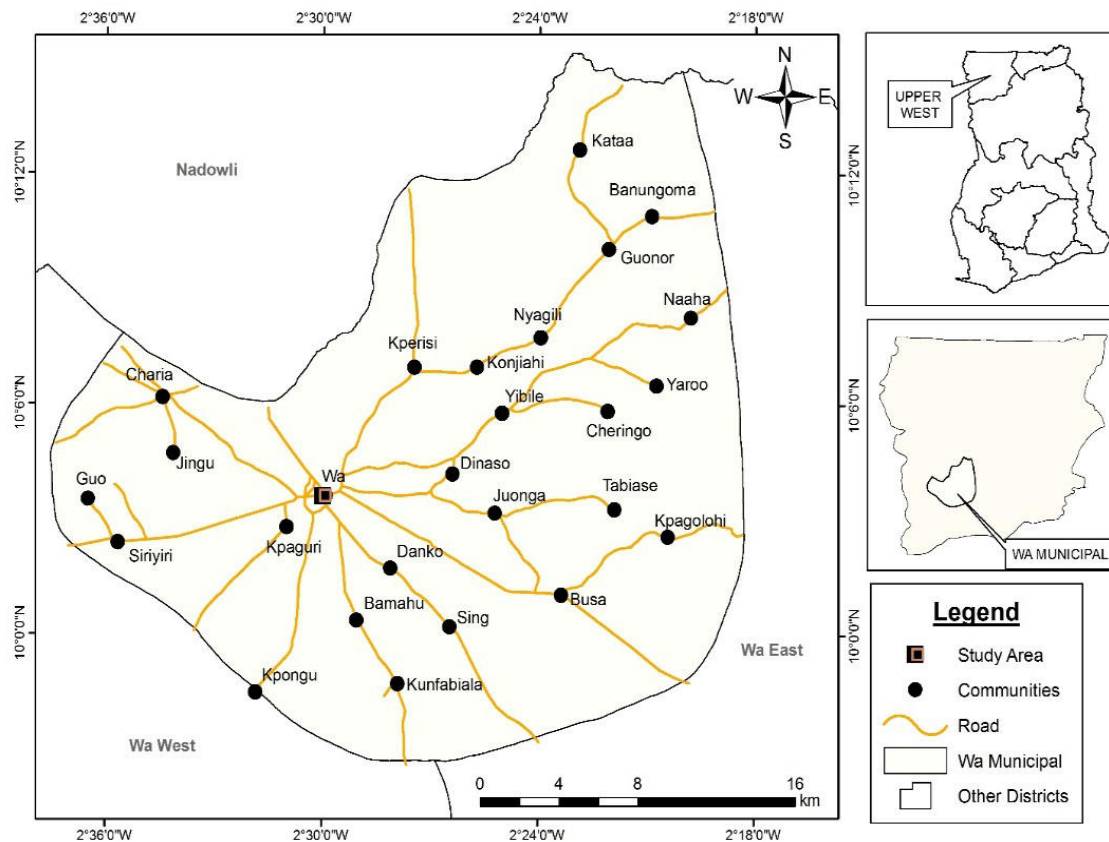 2°36'0"W 2°30'0"W 2°24'0"W 2°18'0"W
10°12'0"N
10°6'0"N
10°0'0"N
N
W E
S
Nadowli
Kataa
Banungoma
Guonor
Naaha
Nyagili
Kperisi
Konjiahi
Charia
Yibile
Yaroo
Cheringo
Jingu
Guo
Wa
Dinaso
Juonga
Tabiase
Kpagolohi
Siriyiri
Kpaguri
Danko
Bamahu
Sing
Busa
Kpongu
Kunfabiala
Wa East
Wa West
0 4 8 16
km
10°12'0"N
10°6'0"N
10°0'0"N
2°36'0"W 2°30'0"W 2°24'0"W 2°18'0"W
UPPER
WEST
WA MUNICIPAL
Legend
Study Area
Communities
Road
Wa Municipal
Other Districts